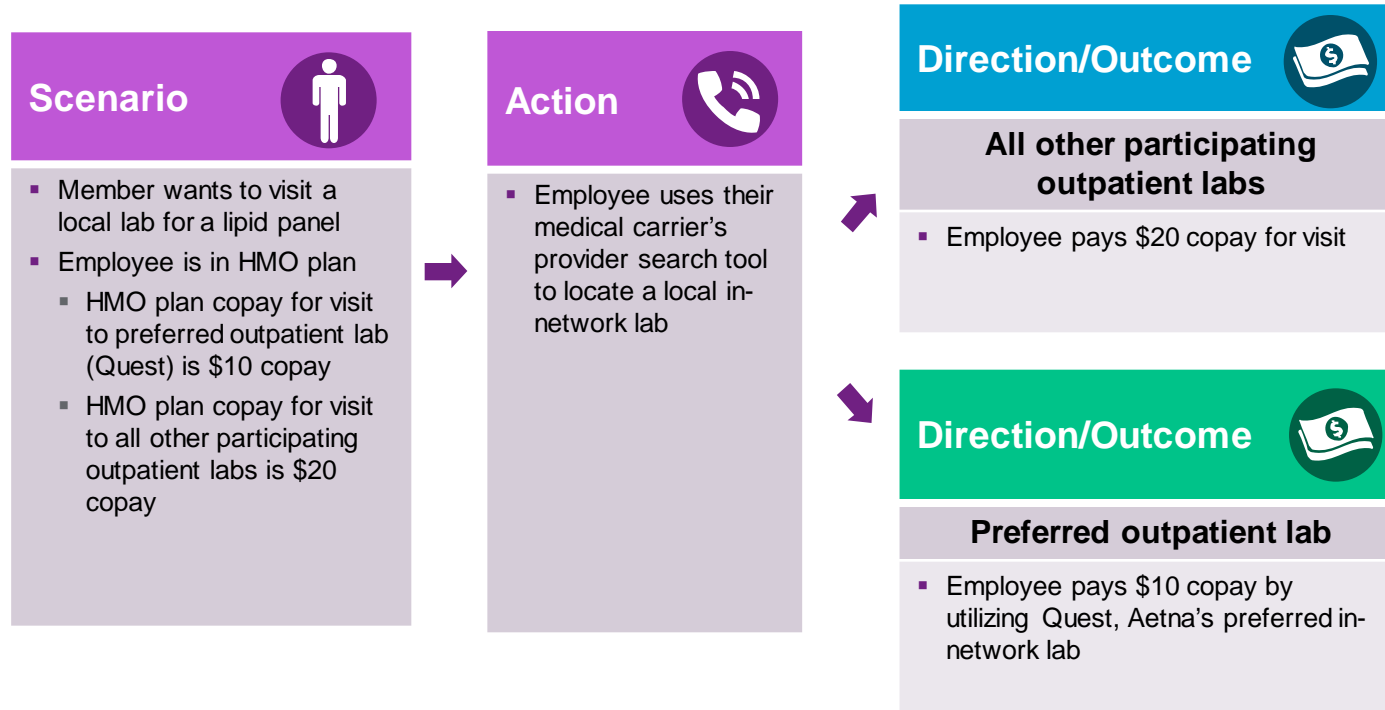 Scenario
▪ Member wants to visit a
local lab for a lipid panel
▪ Employee is in HMO plan
▪ HMO plan copay for visit
to preferred outpatient lab
(Quest) is $10 copay
▪ HMO plan copay for visit
to all other participating
outpatient labs is $20
copay
Action
▪ Employee uses their
medical carrier’s
provider search tool
to locate a local in-
network lab
Direction/Outcome
All other participating
outpatient labs
▪ Employee pays $20 copay for visit
Direction/Outcome
Preferred outpatient lab
▪ Employee pays $10 copay by
utilizing Quest, Aetna’s preferred in-
network lab